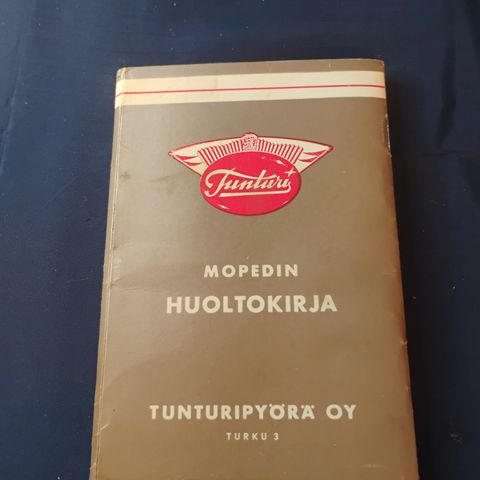 Tunturi
MOPEDIN
HUOLTOKIRJA
TUNTURIPYÖRÄ OY
TURKU 3